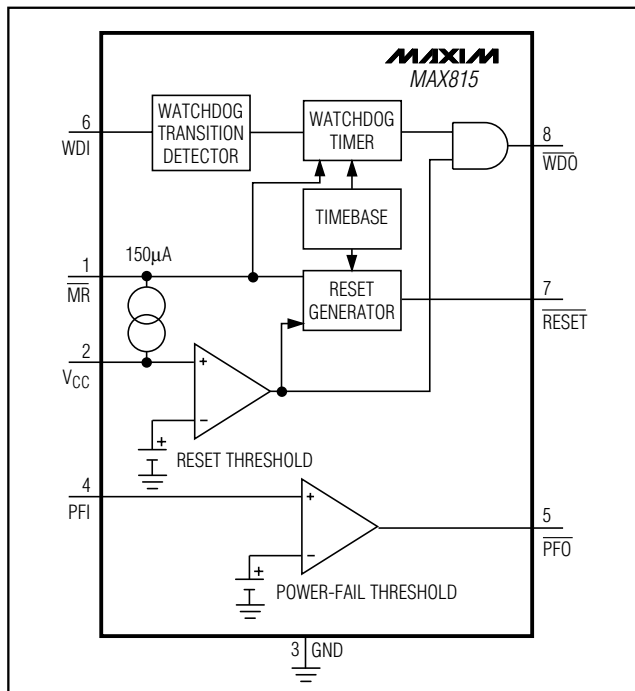 MAXIM
MAX815
6
WDI
WATCHDOG
TRANSITION
DETECTOR
WATCHDOG
TIMER
8
WDO
TIMEBASE
150μA
1
MR
RESET
GENERATOR
7
RESET
2
VCC
+
−
+
RESET THRESHOLD
4
PFI
+
−
5
PFO
+
POWER-FAIL THRESHOLD
3 GND